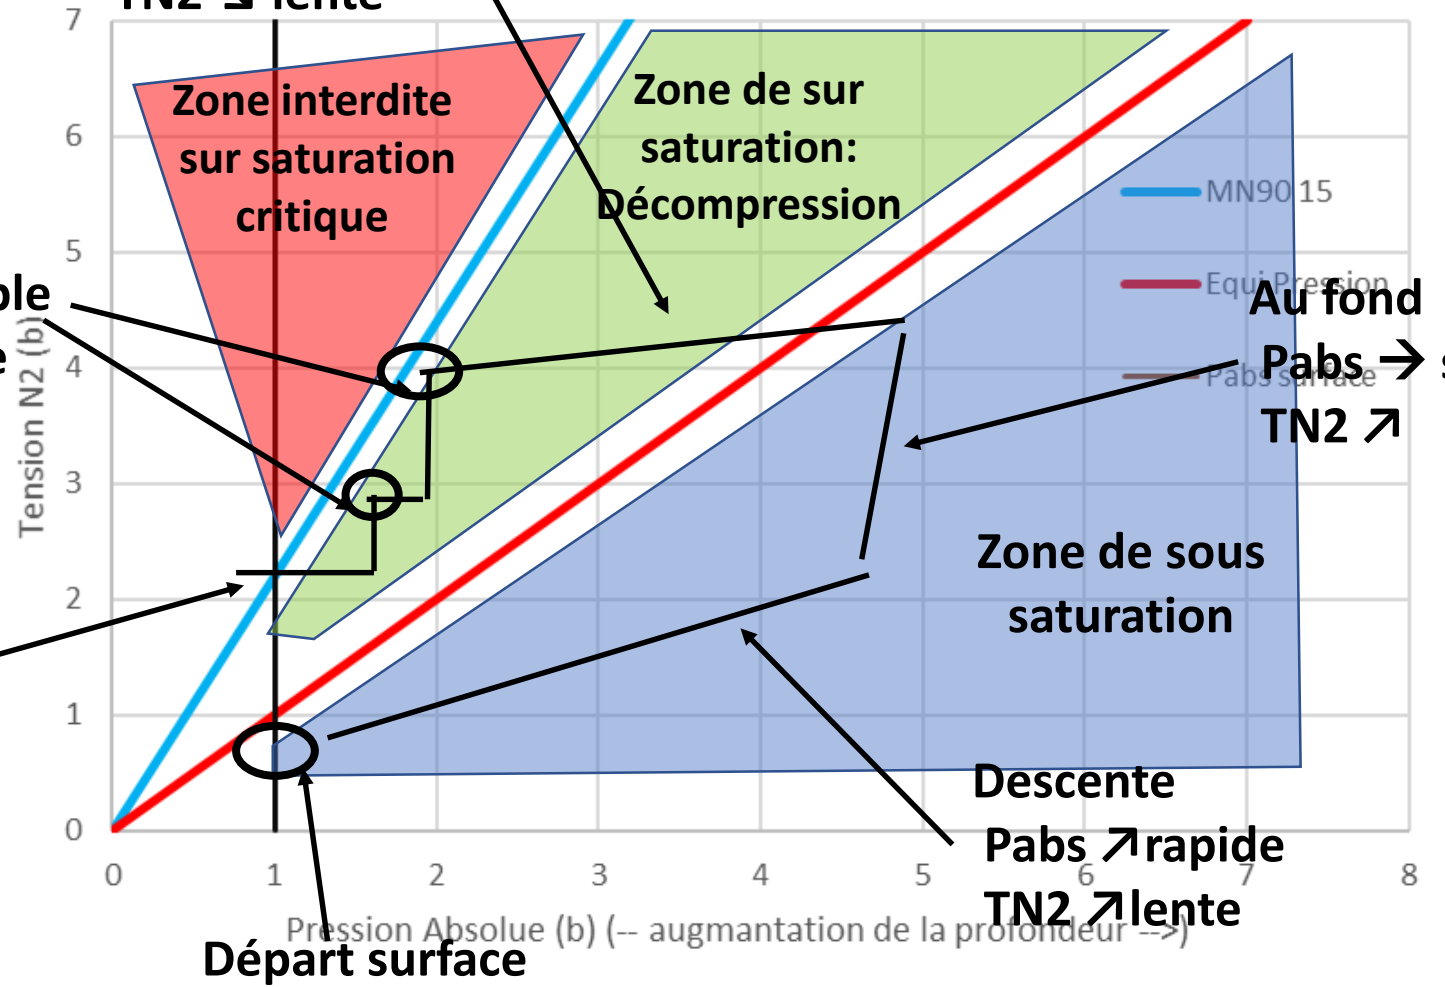 TN2 ↘ lente
7
6
5
4
3
2
1
0
Tension N2 (b)
Zone interdite
sur saturation
critique
Zone de sur
saturation:
Décompression
MN90 15
Equi Pression
Pabs surface
Au fond
Pabs →
TN2 ↗
Zone de sous
saturation
Descente
Pabs ↗rapide
TN2 ↗lente
0 1 2 3 4 5 6 7 8
Pression Absolue (b) (-- augmantation de la profondeur -->)
Départ surface